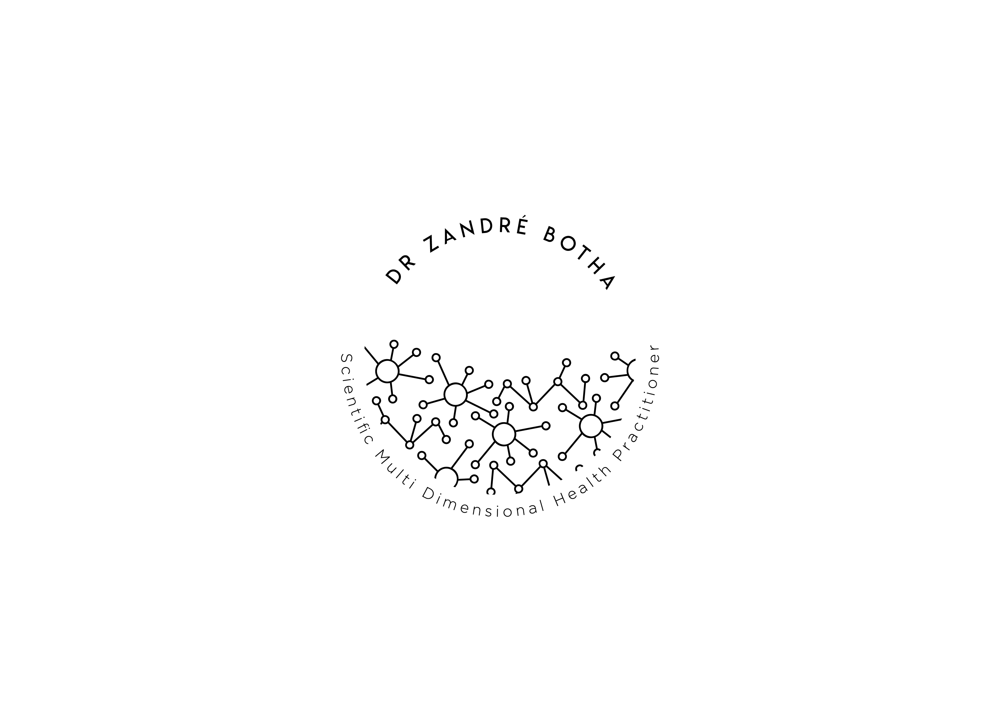 DR ZANDRÉ BOTHA
Scientific Multi Dimensional Health Practitioner